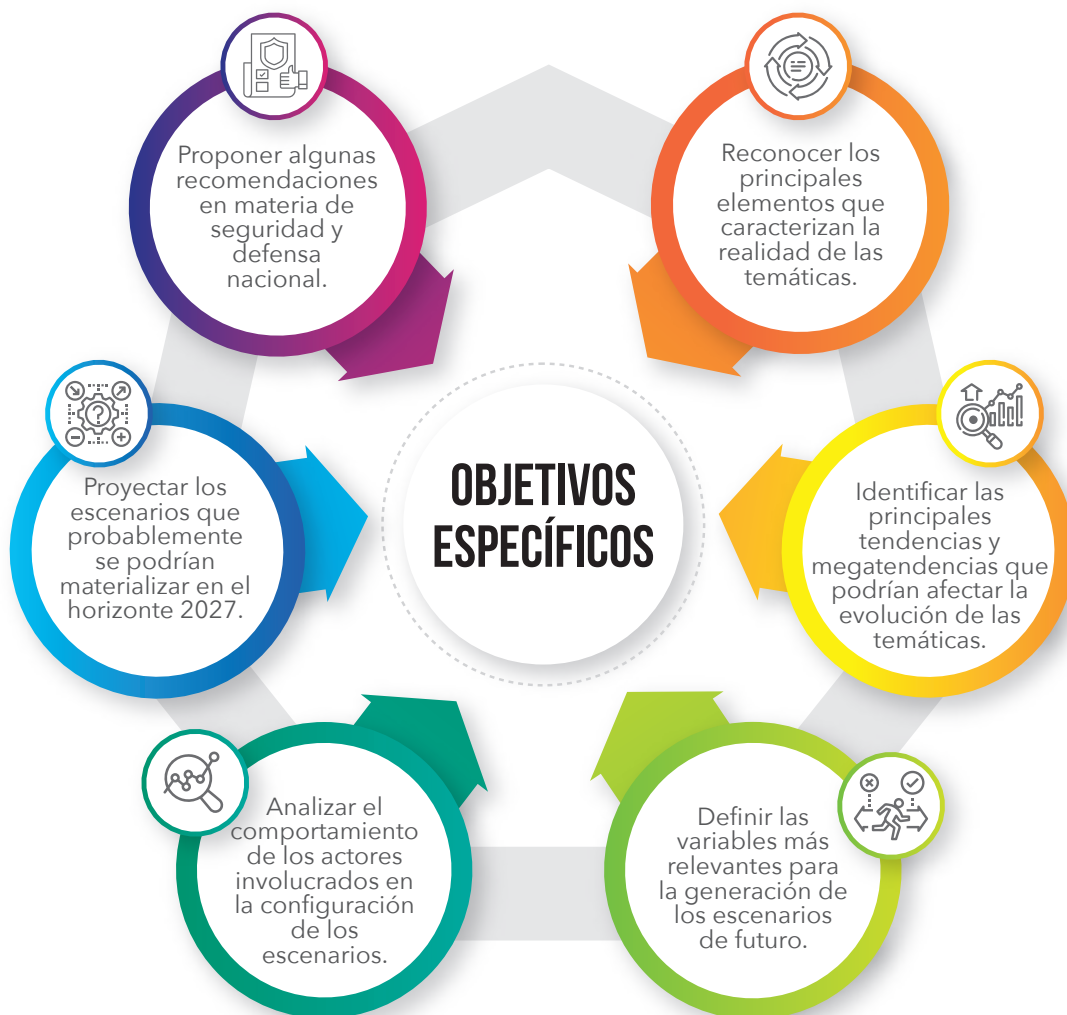 OBJETIVOS
ESPECÍFICOS
Reconocer los
principales
elementos que
caracterizan la
realidad de las
temáticas.
Identificar las
principales
tendencias y
megatendencias que
podrían afectar la
evolución de las
temáticas.
Definir las
variables más
relevantes para
la generación de
los escenarios
de futuro.
Analizar el
comportamiento
de los actores
involucrados en
la configuración
de los
escenarios.
Proyectar los
escenarios que
probablemente
se podrían
materializar en el
horizonte 2027.
Proponer algunas
recomendaciones
en materia de
seguridad y
defensa
nacional.